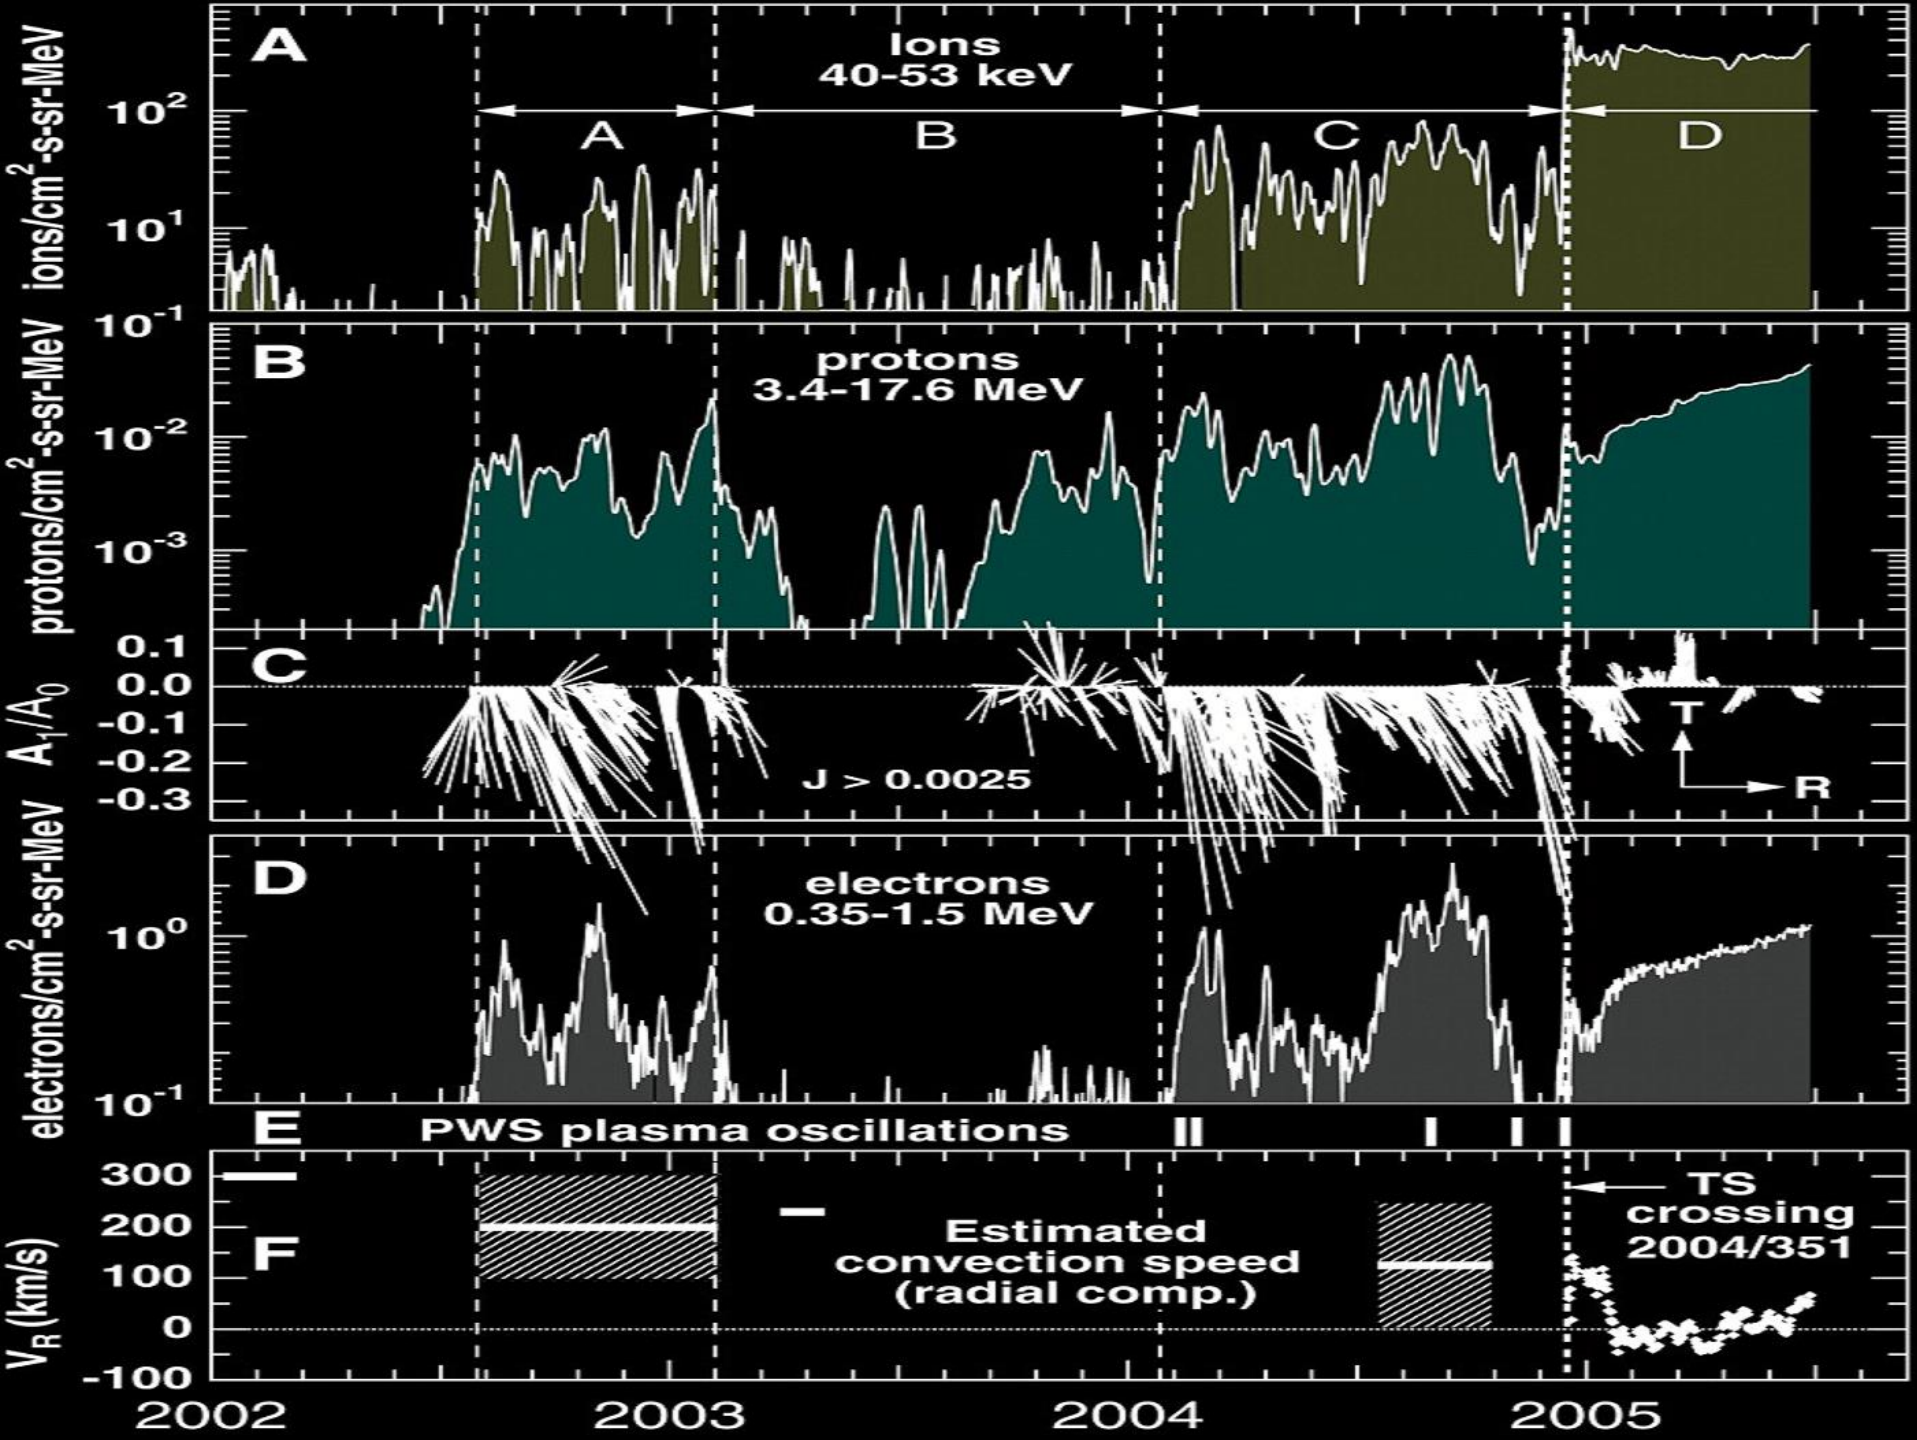 A
Ions
40-53 keV
ions/cm²-s-sr-MeV
10²
10¹
10⁻¹
A
B
C
D
B
protons
3.4-17.6 MeV
protons/cm²-s-sr-MeV
10⁻¹
10⁻²
10⁻³
C
A₁/A₀
0.1
0.0
-0.1
-0.2
-0.3
J > 0.0025
T
R
D
electrons
0.35-1.5 MeV
electrons/cm²-s-sr-MeV
10⁰
10⁻¹
E
PWS plasma oscillations
F
V_R (km/s)
300
200
100
0
-100
Estimated
convection speed
(radial comp.)
TS
crossing
2004/351
2002
2003
2004
2005